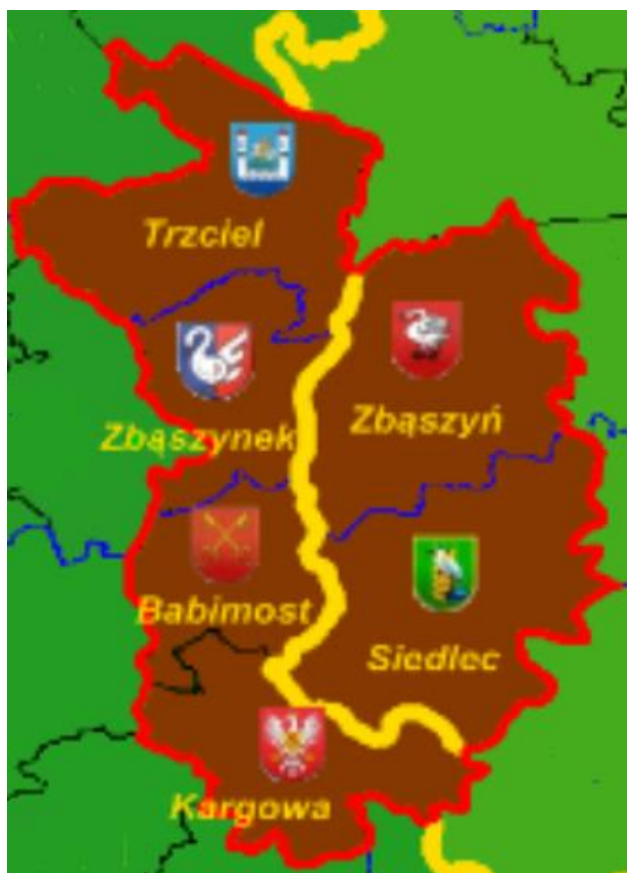 Trzciel
Zbąszynek
Zbąszyń
Babimost
Siedlec
Kargowa